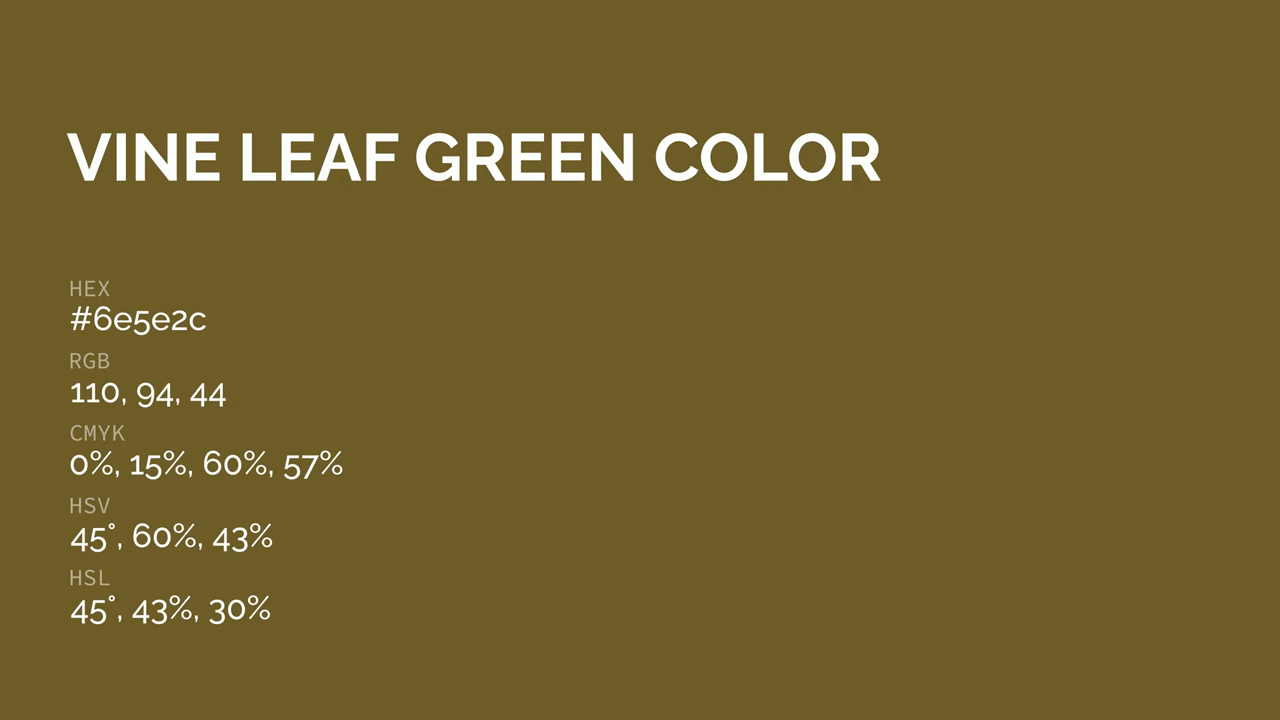 VINE LEAF GREEN COLOR
HEX
#6e5e2c
RGB
110, 94, 44
CMYK
0%, 15%, 60%, 57%
HSV
45°, 60%, 43%
HSL
45°, 43%, 30%